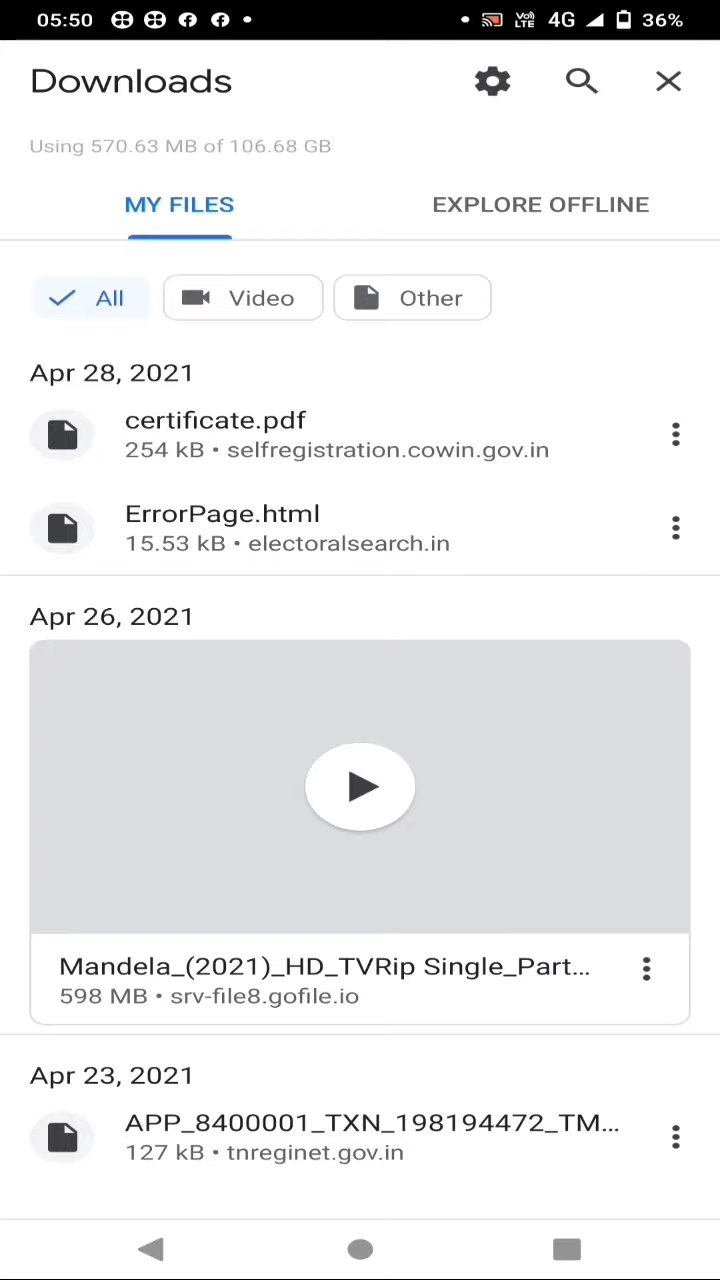 05:50
VoD LTE 4G 36%
Downloads
Using 570.63 MB of 106.68 GB
MY FILES EXPLORE OFFLINE
All Video Other
Apr 28, 2021
certificate.pdf
254 kB • selfregistration.cowin.gov.in
ErrorPage.html
15.53 kB • electoralsearch.in
Apr 26, 2021
Mandela_(2021)_HD_TVRip Single_Part...
598 MB • srv-file8.gofile.io
Apr 23, 2021
APP_8400001_TXN_198194472_TM...
127 kB • tnreginet.gov.in